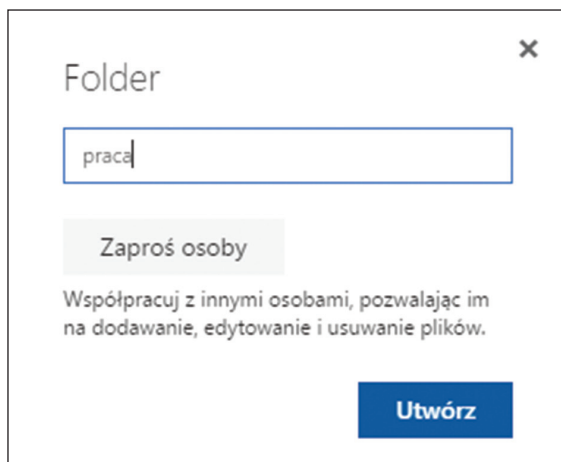 Folder
praca
Zaproś osoby
Współpracuj z innymi osobami, pozwalając im
na dodawanie, edytowanie i usuwanie plików.
Utwórz